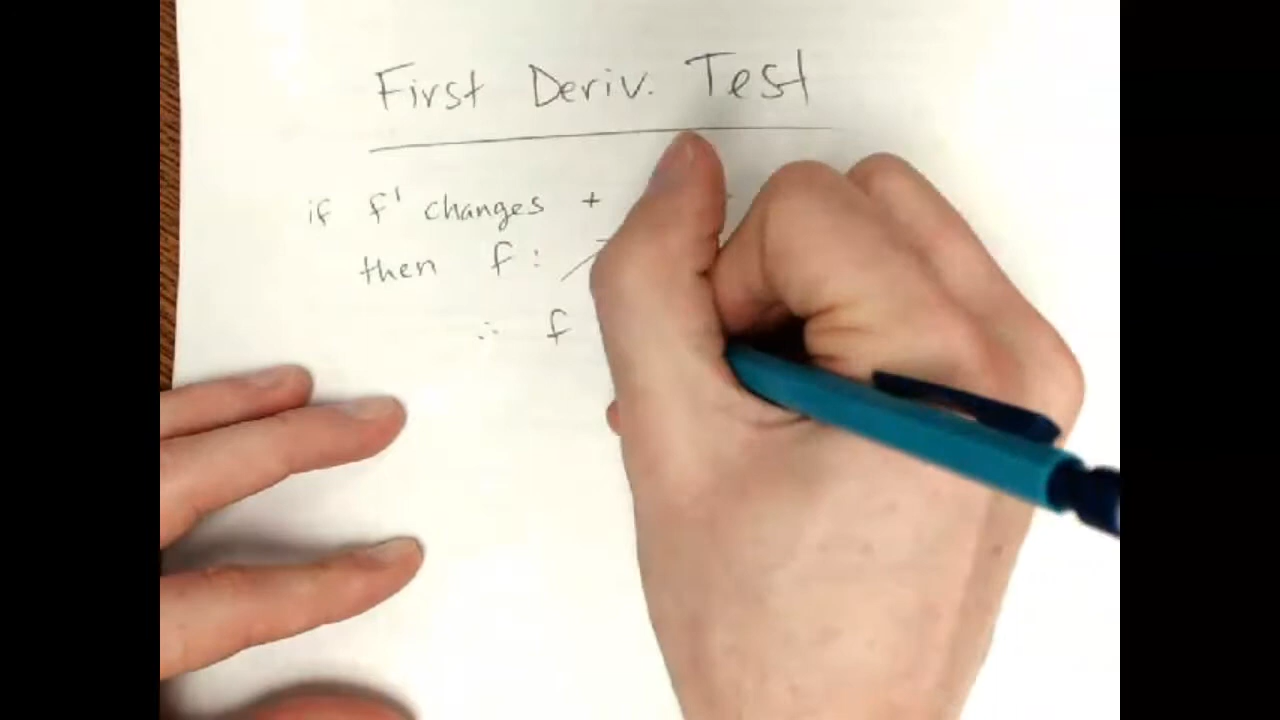 First Deriv. Test
if f' changes +
then f: ↗
∴ f